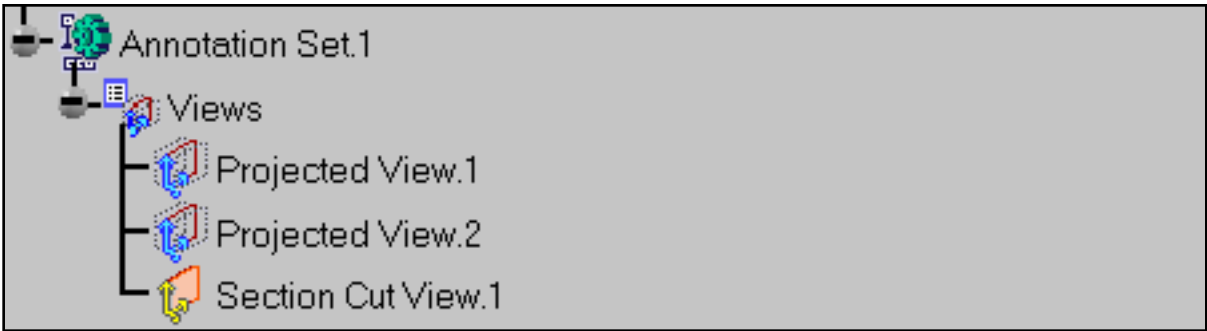 Annotation Set.1
Views
Projected View.1
Projected View.2
Section Cut View.1